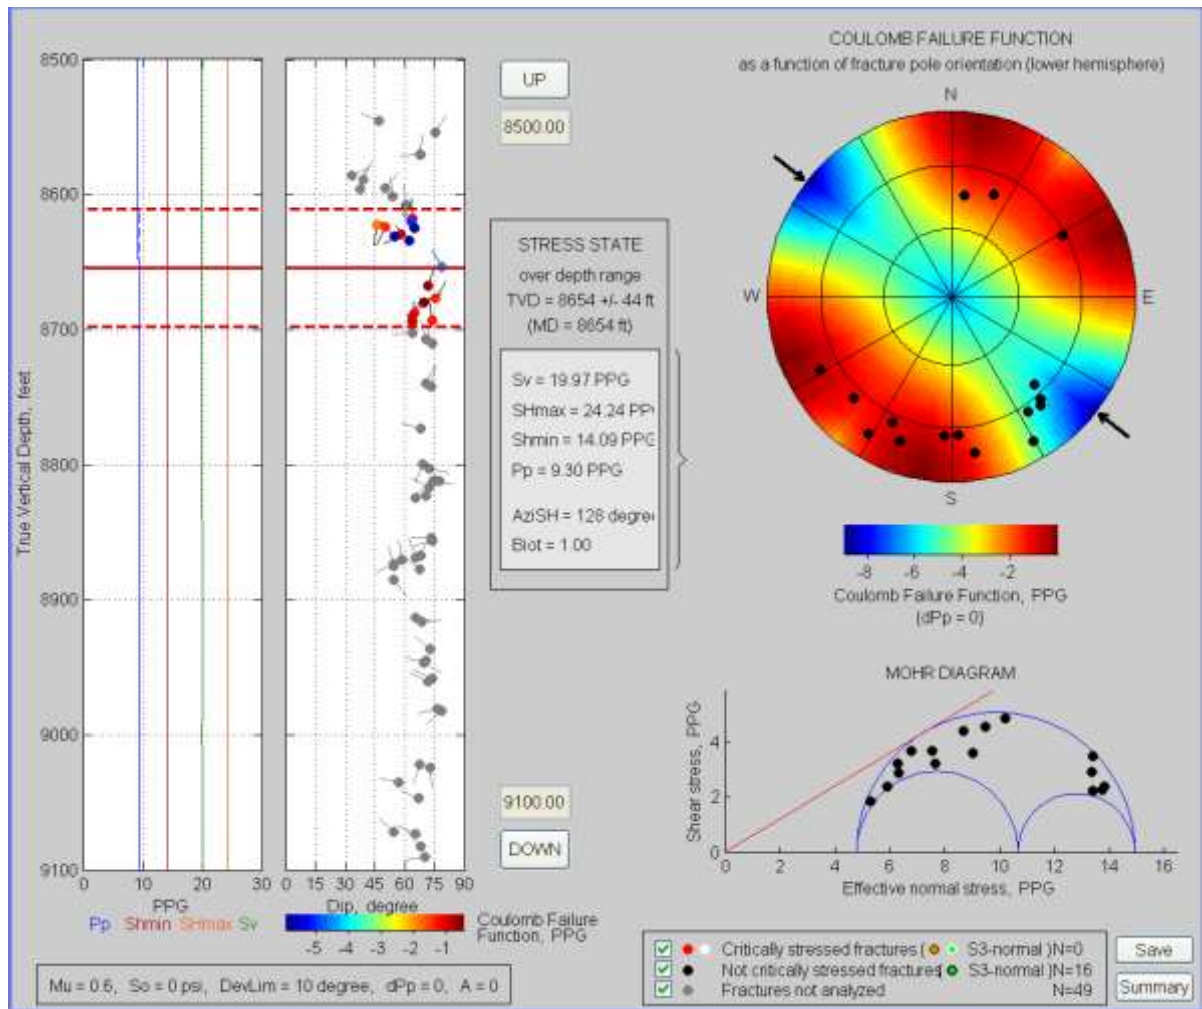 COULOMB FAILURE FUNCTION
as a function of fracture pole orientation (lower hemisphere)
N
W
E
S
-8 -6 -4 -2
Coulomb Failure Function, PPG
(dPp = 0)
UP
8500.00
STRESS STATE
over depth range
TVD = 8654 +/- 44 ft
(MD = 8654 ft)
Sv = 19.97 PPG
SHmax = 24.24 PP
Shmin = 14.09 PPG
Pp = 9.30 PPG
AziSH = 128 degre
Biot = 1.00
9100.00
DOWN
True Vertical Depth, feet
8500
8600
8700
8800
8900
9000
9100
0 10 20 30
PPG
Pp Shmin SHmax Sv
0 15 30 45 60 75 90
Dip, degree
-5 -4 -3 -2 -1
Coulomb Failure
Function, PPG
Mu = 0.6, So = 0 psi, DevLim = 10 degree, dPp = 0, A = 0
MOHR DIAGRAM
Shear stress, PPG
4
2
0
0 2 4 6 8 10 12 14 16
Effective normal stress, PPG
Critically stressed fractures ( S3-normal )N=0
Not critically stressed fractures( S3-normal )N=16
Fractures not analyzed N=49
Save
Summary